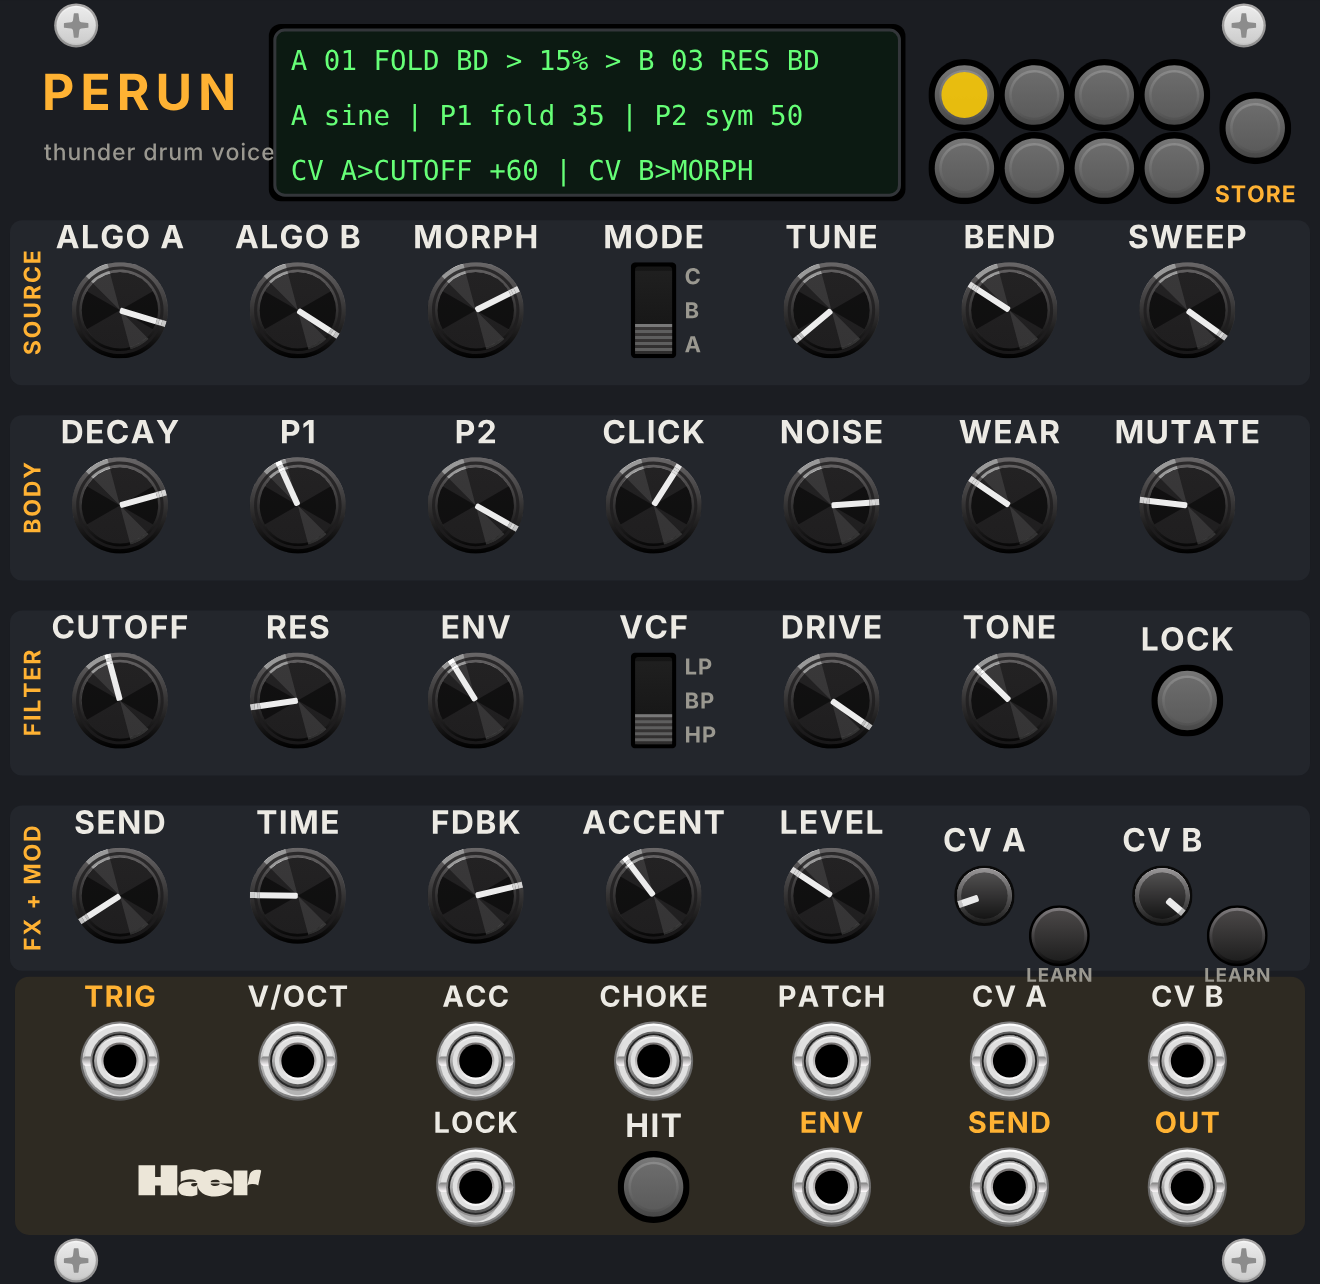 PERUN
thunder drum voice
A 01 FOLD BD > 15% > B 03 RES BD
A sine | P1 fold 35 | P2 sym 50
CV A>CUTOFF +60 | CV B>MORPH
STORE
SOURCE
ALGO A ALGO B MORPH MODE TUNE BEND SWEEP
C
B
A
BODY
DECAY P1 P2 CLICK NOISE WEAR MUTATE
FILTER
CUTOFF RES ENV VCF DRIVE TONE LOCK
LP
BP
HP
FX + MOD
SEND TIME FDBK ACCENT LEVEL CV A CV B
LEARN LEARN
TRIG V/OCT ACC CHOKE PATCH CV A CV B
LOCK HIT ENV SEND OUT
Hær